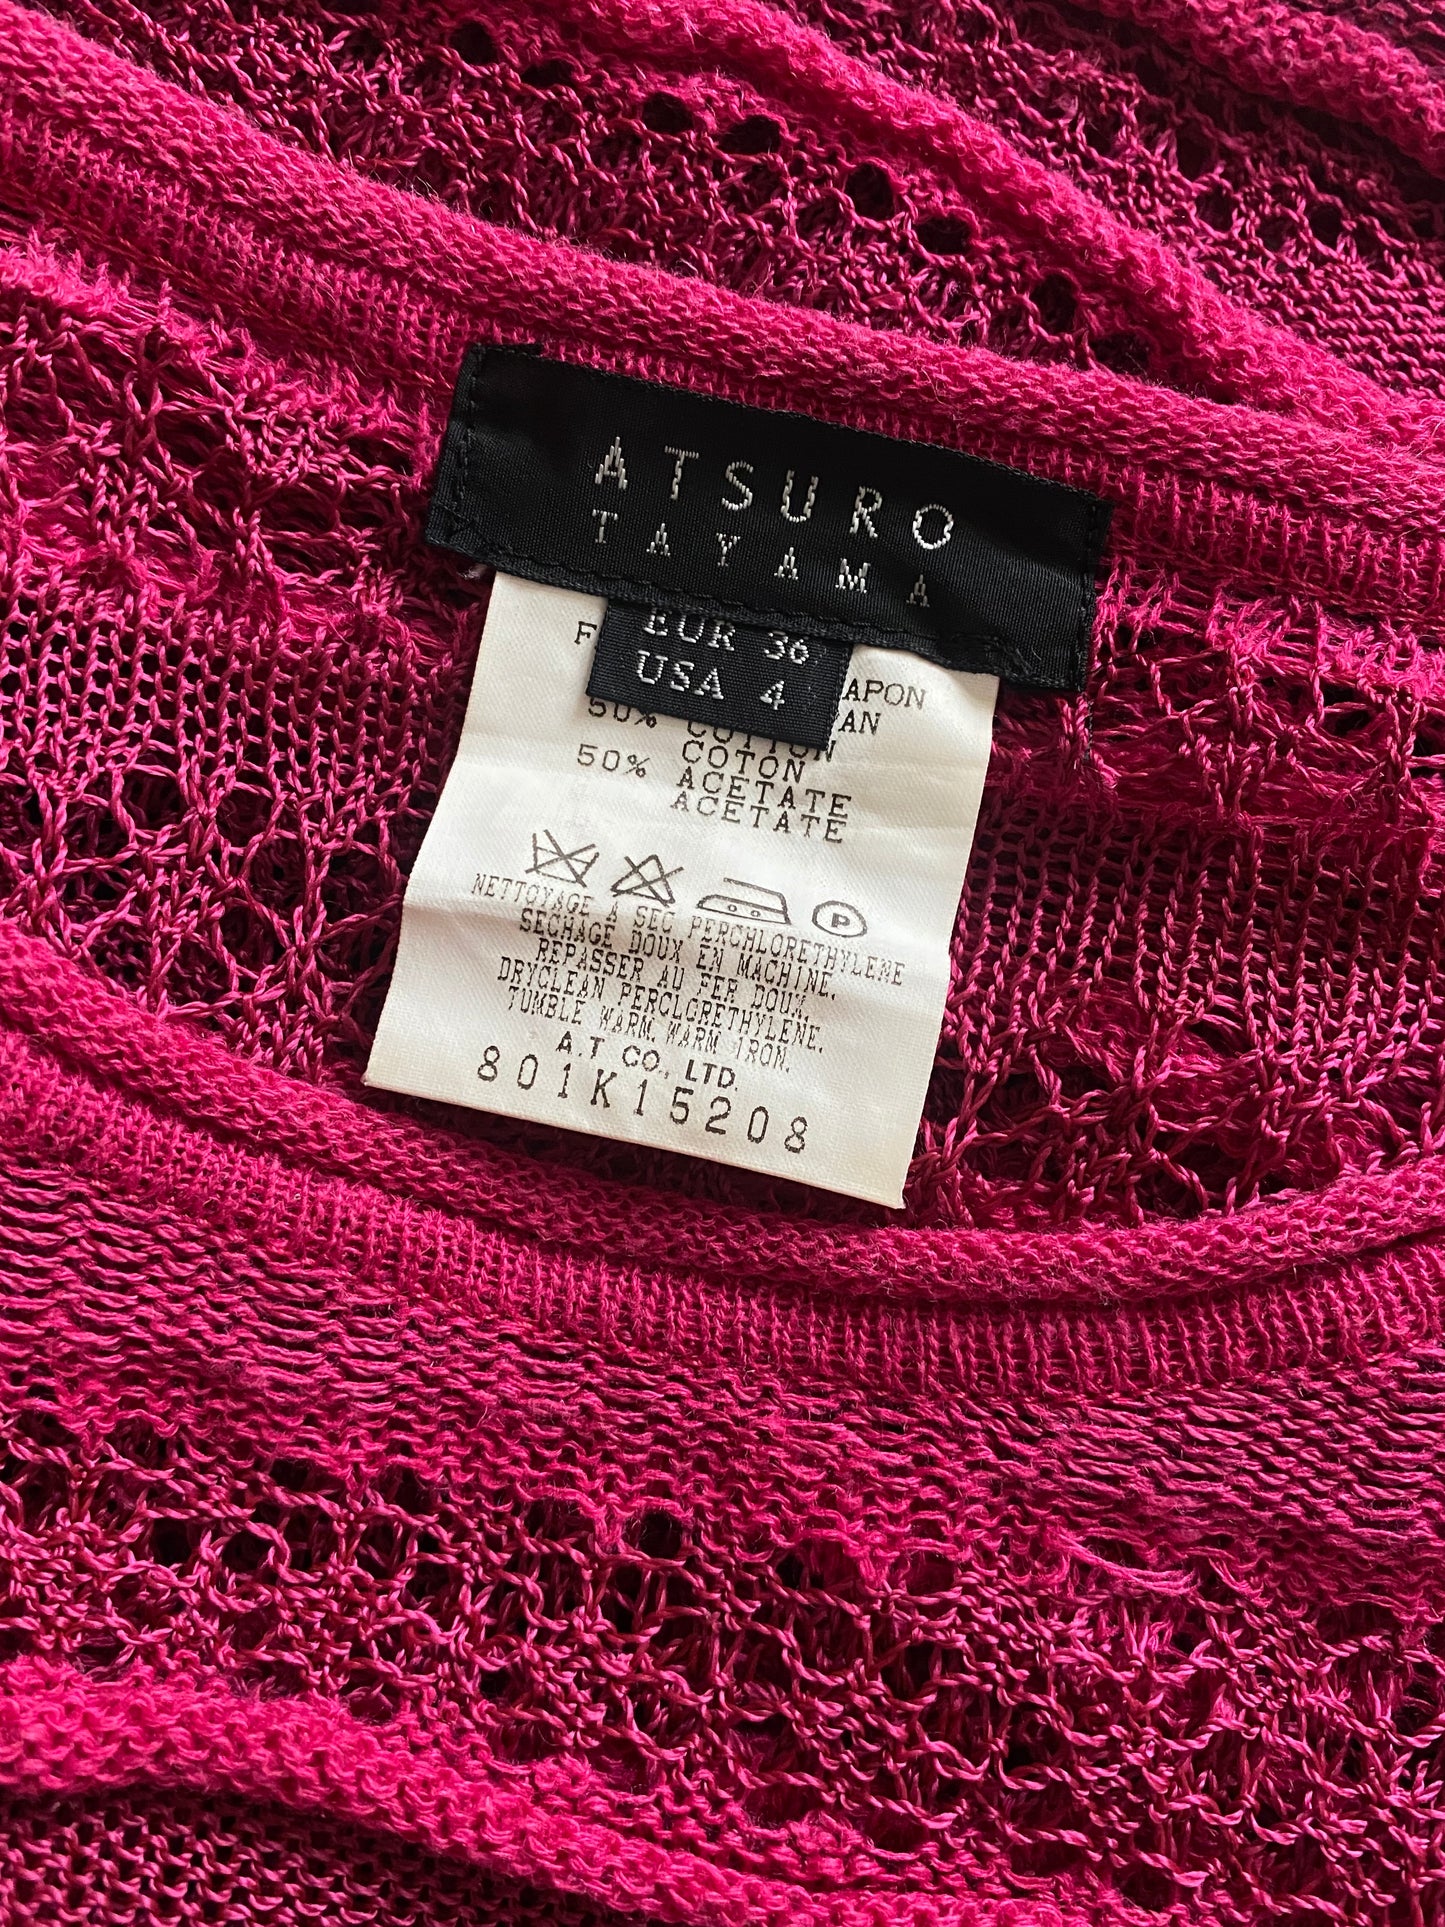 ATSURO
TAYAMA
EUR 36
USA 4
F
APON
AN
50% COTTON
COTON
50% ACETATE
ACETATE
P
NETTOYAGE A SEC PERCHLORETHYLENE
SECHAGE DOUX EN MACHINE.
REPASSER AU FER DOUX.
DRYCLEAN PERCLORETHYLENE.
TUMBLE WARM. WARM IRON.
A.T CO., LTD.
801K15208